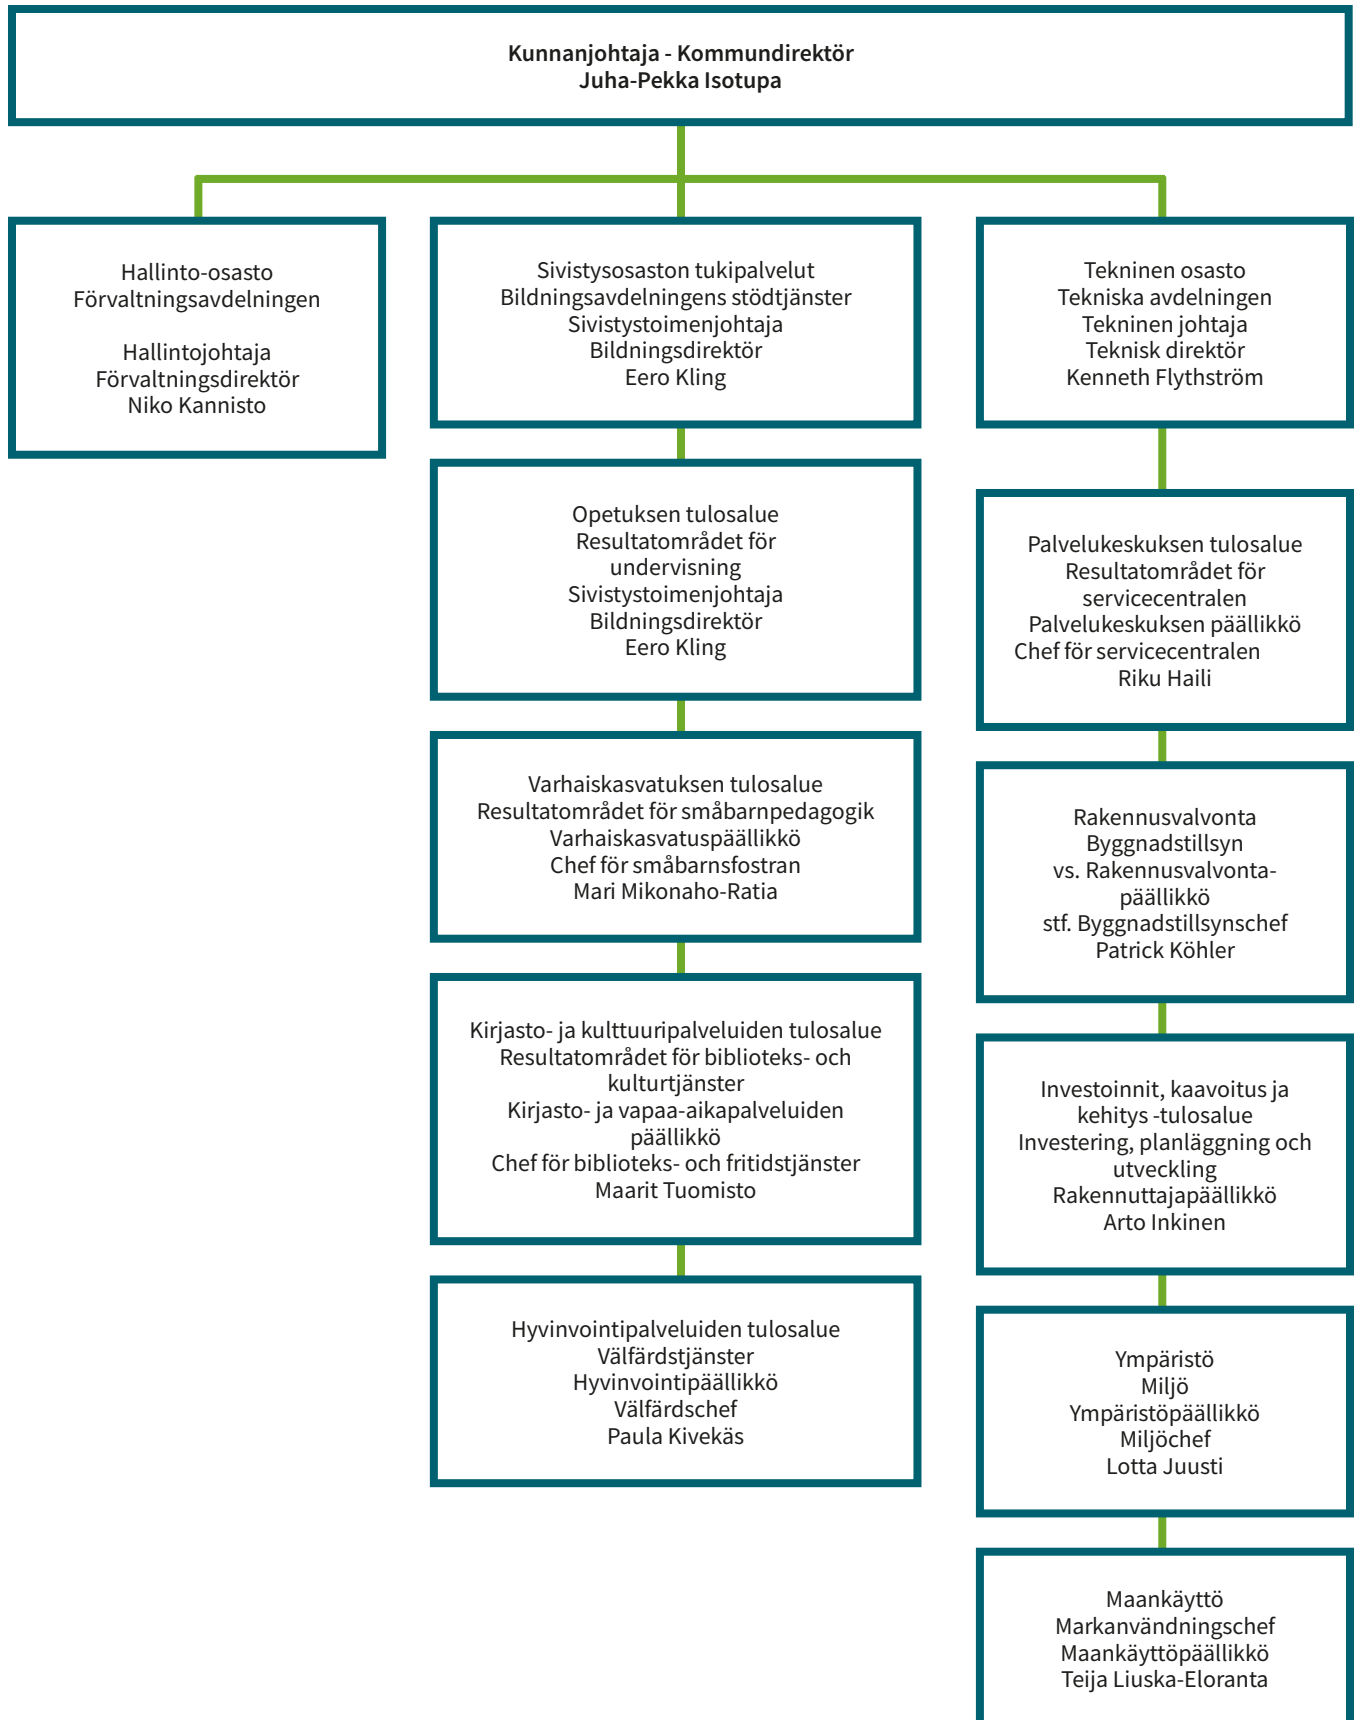 Kunnanjohtaja - Kommundirektör
Juha-Pekka Isotupa
Hallinto-osasto
Förvaltningsavdelningen
Hallintojohtaja
Förvaltningsdirektör
Niko Kannisto
Sivistysosaston tukipalvelut
Bildningsavdelningens stödtjänster
Sivistystoimenjohtaja
Bildningsdirektör
Eero Kling
Opetuksen tulosalue
Resultatområdet för
undervisning
Sivistystoimenjohtaja
Bildningsdirektör
Eero Kling
Varhaiskasvatuksen tulosalue
Resultatområdet för småbarnpedagogik
Varhaiskasvatuspäällikkö
Chef för småbarnsfostran
Mari Mikonaho-Ratia
Kirjasto- ja kulttuuripalveluiden tulosalue
Resultatområdet för biblioteks- och
kulturtjänster
Kirjasto- ja vapaa-aikapalveluiden
päällikkö
Chef för biblioteks- och fritidstjänster
Maarit Tuomisto
Hyvinvointipalveluiden tulosalue
Välfärdstjänster
Hyvinvointipäällikkö
Välfärdschef
Paula Kivekäs
Tekninen osasto
Tekniska avdelningen
Tekninen johtaja
Teknisk direktör
Kenneth Flythström
Palvelukeskuksen tulosalue
Resultatområdet för
servicecentralen
Palvelukeskuksen päällikkö
Chef för servicecentralen
Riku Haili
Rakennusvalvonta
Byggnadstillsyn
vs. Rakennusvalvonta-
päällikkö
stf. Byggnadstillsynschef
Patrick Köhler
Investoinnit, kaavoitus ja
kehitys -tulosalue
Investering, planläggning och
utveckling
Rakennuttajapäällikkö
Arto Inkinen
Ympäristö
Miljö
Ympäristöpäällikkö
Miljöchef
Lotta Juusti
Maankäyttö
Markanvändningschef
Maankäyttöpäällikkö
Teija Liuska-Eloranta